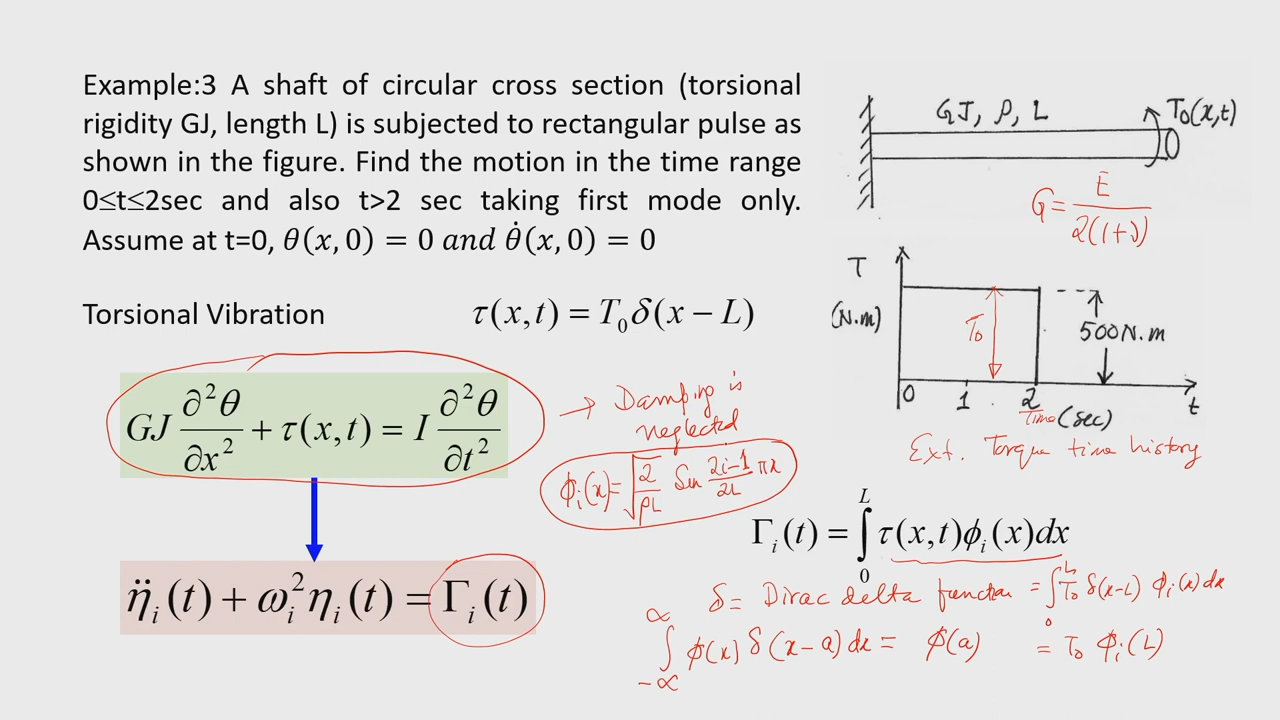 Example:3 A shaft of circular cross section (torsional
rigidity GJ, length L) is subjected to rectangular pulse as
shown in the figure. Find the motion in the time range
0≤t≤2sec and also t>2 sec taking first mode only.
Assume at t=0, θ(x, 0) = 0 and θ̇(x, 0) = 0
GJ, ρ, L
T₀(x,t)
G = E / 2(1+ν)
Torsional Vibration
τ(x,t) = T₀δ(x − L)
T
(N.m)
T₀
500 N.m
0 1 2 t
Time (sec)
Ext. Torque time history
GJ ∂²θ/∂x² + τ(x,t) = I ∂²θ/∂t²
→ Damping is
neglected
ϕᵢ(x) = √(2/ρL) Sin (2i-1)/2L πx
Γᵢ(t) = ∫₀ᴸ τ(x,t)ϕᵢ(x)dx
η̈ᵢ(t) + ωᵢ²ηᵢ(t) = Γᵢ(t)
δ = Dirac delta function = ∫₀ᴸ T₀ δ(x-L) ϕᵢ(x) dx
∫₋∝^∝ ϕ(x) δ(x-a) dx = ϕ(a) = T₀ ϕᵢ(L)